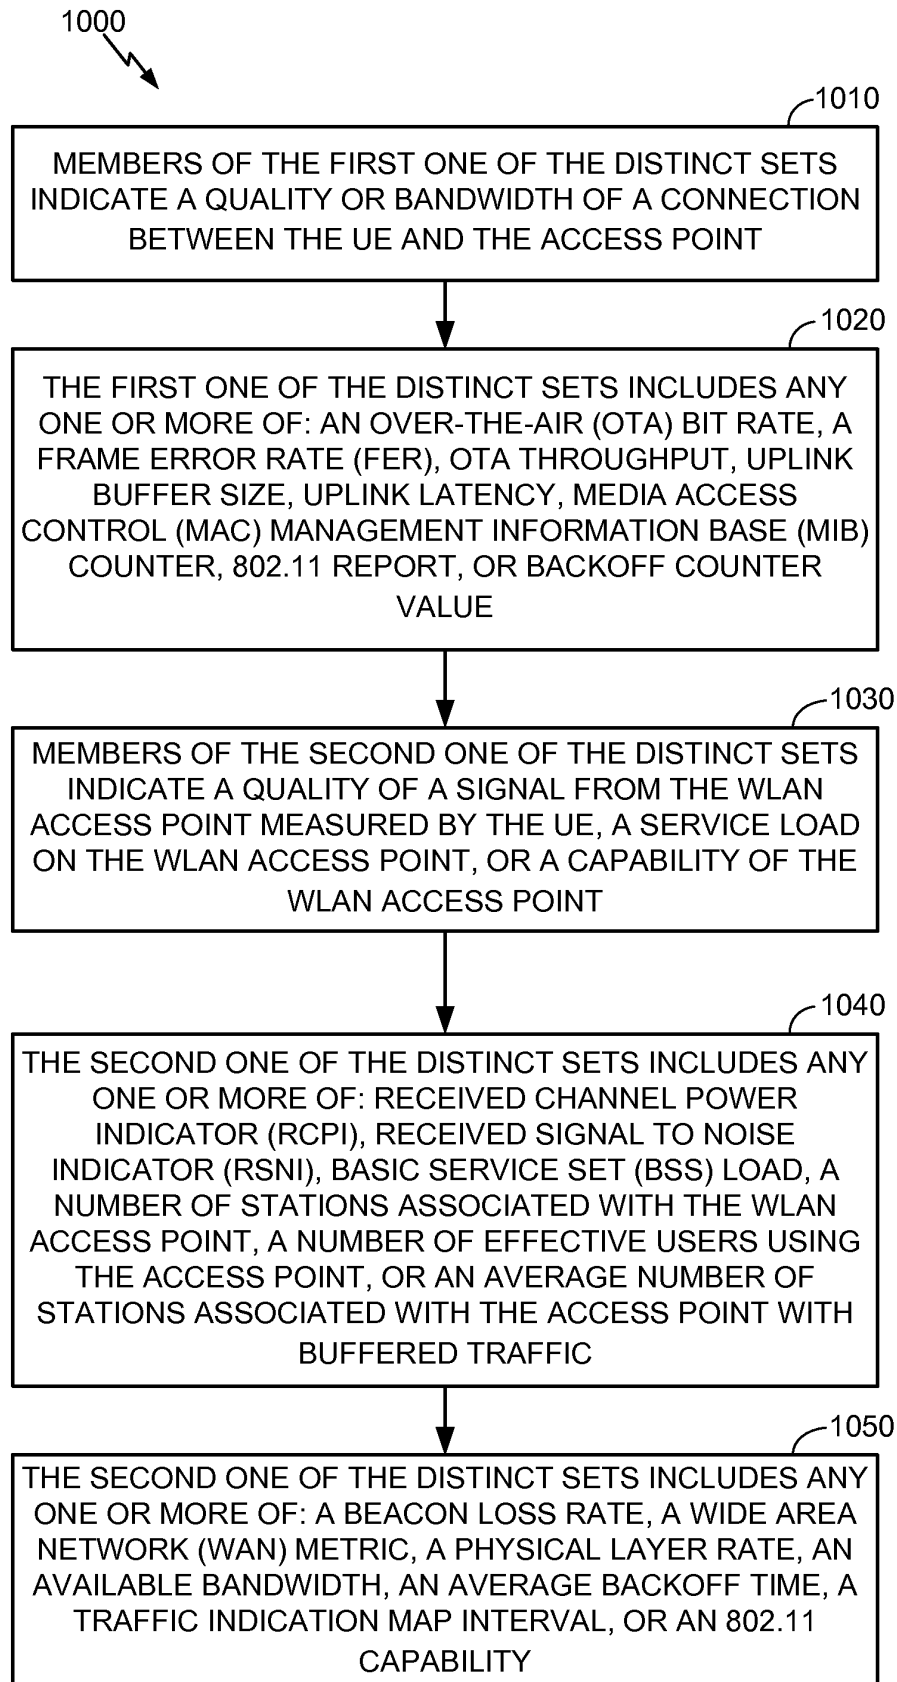 1000
1010
MEMBERS OF THE FIRST ONE OF THE DISTINCT SETS
INDICATE A QUALITY OR BANDWIDTH OF A CONNECTION
BETWEEN THE UE AND THE ACCESS POINT
1020
THE FIRST ONE OF THE DISTINCT SETS INCLUDES ANY
ONE OR MORE OF: AN OVER-THE-AIR (OTA) BIT RATE, A
FRAME ERROR RATE (FER), OTA THROUGHPUT, UPLINK
BUFFER SIZE, UPLINK LATENCY, MEDIA ACCESS
CONTROL (MAC) MANAGEMENT INFORMATION BASE (MIB)
COUNTER, 802.11 REPORT, OR BACKOFF COUNTER
VALUE
1030
MEMBERS OF THE SECOND ONE OF THE DISTINCT SETS
INDICATE A QUALITY OF A SIGNAL FROM THE WLAN
ACCESS POINT MEASURED BY THE UE, A SERVICE LOAD
ON THE WLAN ACCESS POINT, OR A CAPABILITY OF THE
WLAN ACCESS POINT
1040
THE SECOND ONE OF THE DISTINCT SETS INCLUDES ANY
ONE OR MORE OF: RECEIVED CHANNEL POWER
INDICATOR (RCPI), RECEIVED SIGNAL TO NOISE
INDICATOR (RSNI), BASIC SERVICE SET (BSS) LOAD, A
NUMBER OF STATIONS ASSOCIATED WITH THE WLAN
ACCESS POINT, A NUMBER OF EFFECTIVE USERS USING
THE ACCESS POINT, OR AN AVERAGE NUMBER OF
STATIONS ASSOCIATED WITH THE ACCESS POINT WITH
BUFFERED TRAFFIC
1050
THE SECOND ONE OF THE DISTINCT SETS INCLUDES ANY
ONE OR MORE OF: A BEACON LOSS RATE, A WIDE AREA
NETWORK (WAN) METRIC, A PHYSICAL LAYER RATE, AN
AVAILABLE BANDWIDTH, AN AVERAGE BACKOFF TIME, A
TRAFFIC INDICATION MAP INTERVAL, OR AN 802.11
CAPABILITY